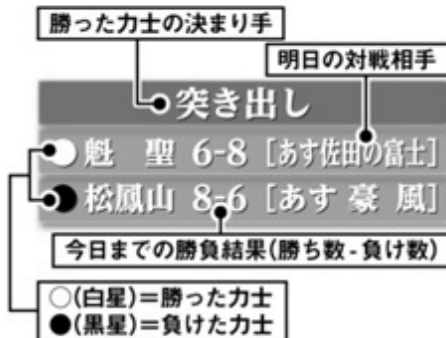 勝った力士の決まり手
明日の対戦相手
突き出し
魁 聖 6-8 [あす佐田の富士]
松鳳山 8-6 [あす 豪 風]
今日までの勝負結果(勝ち数-負け数)
○(白星)=勝った力士
●(黒星)=負けた力士